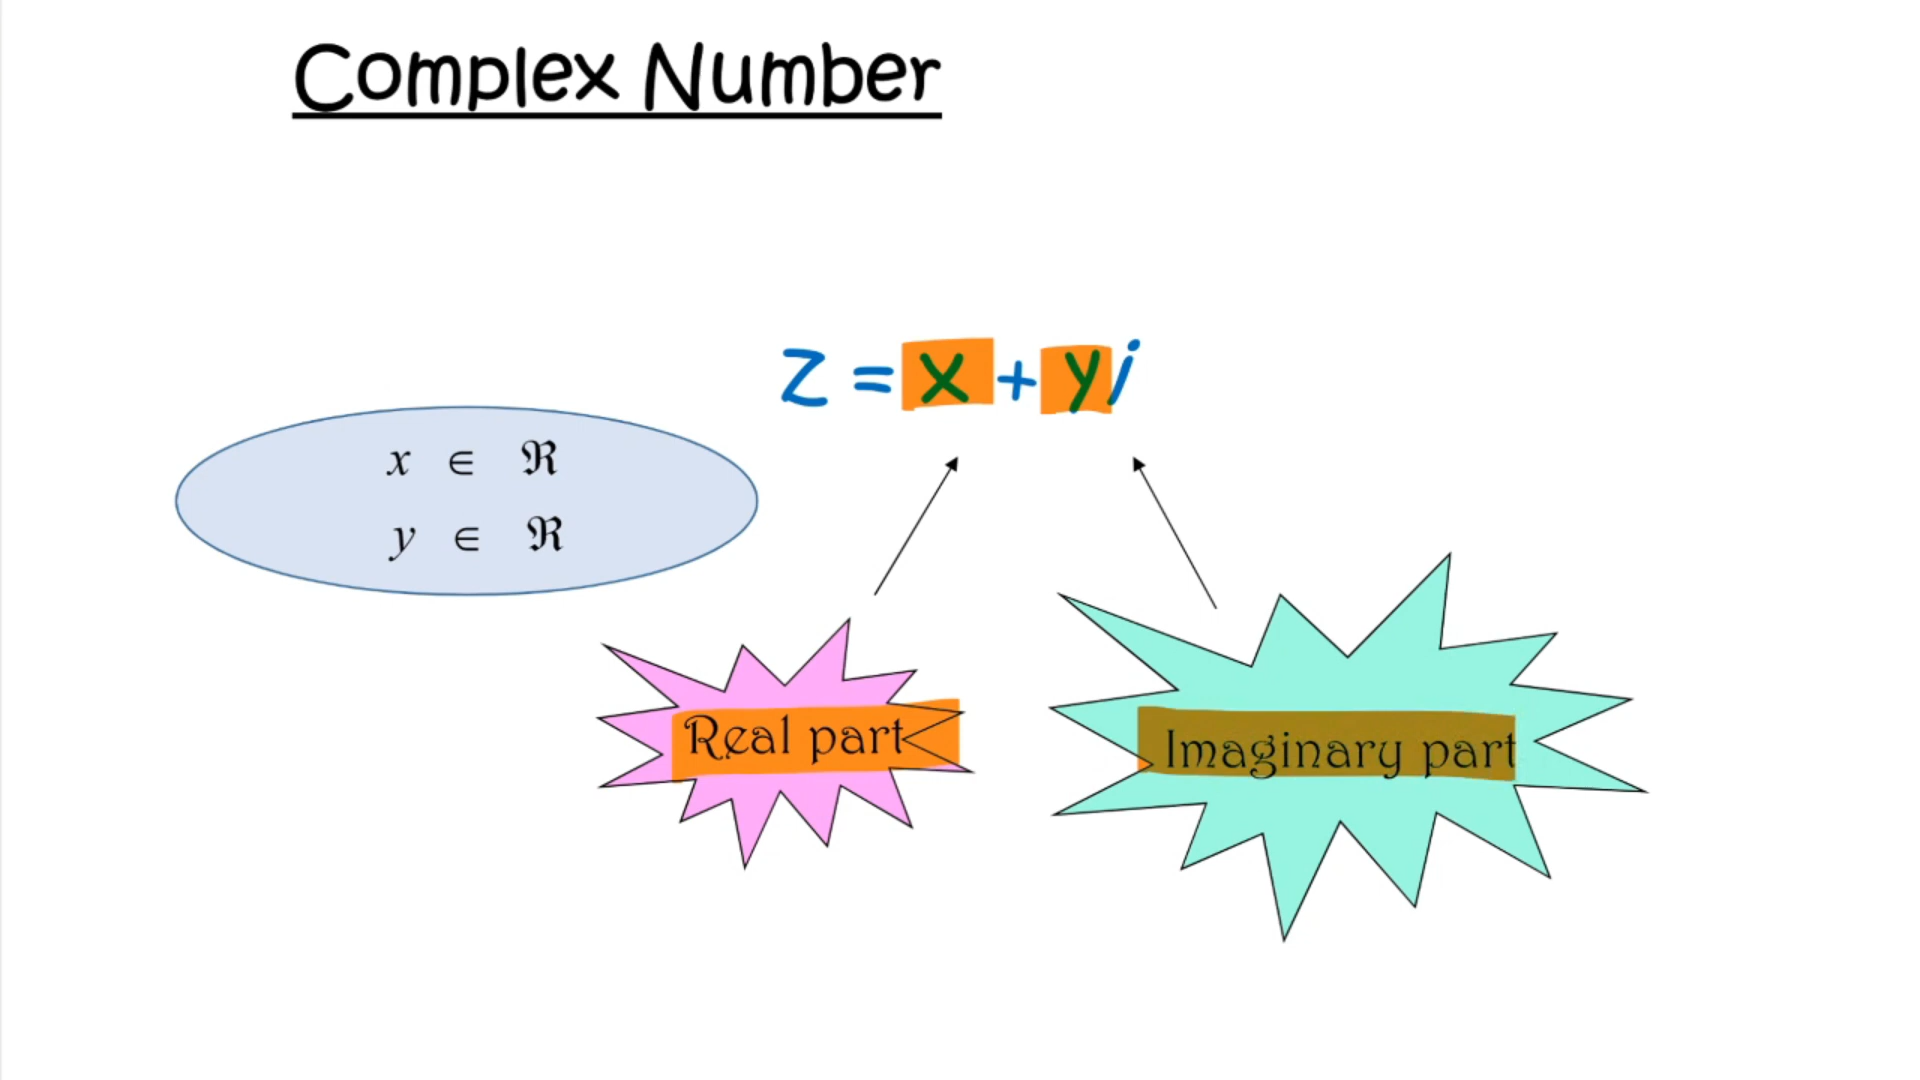 Complex Number
z = x + yi
x ∈ ℜ
y ∈ ℜ
Real part
Imaginary part